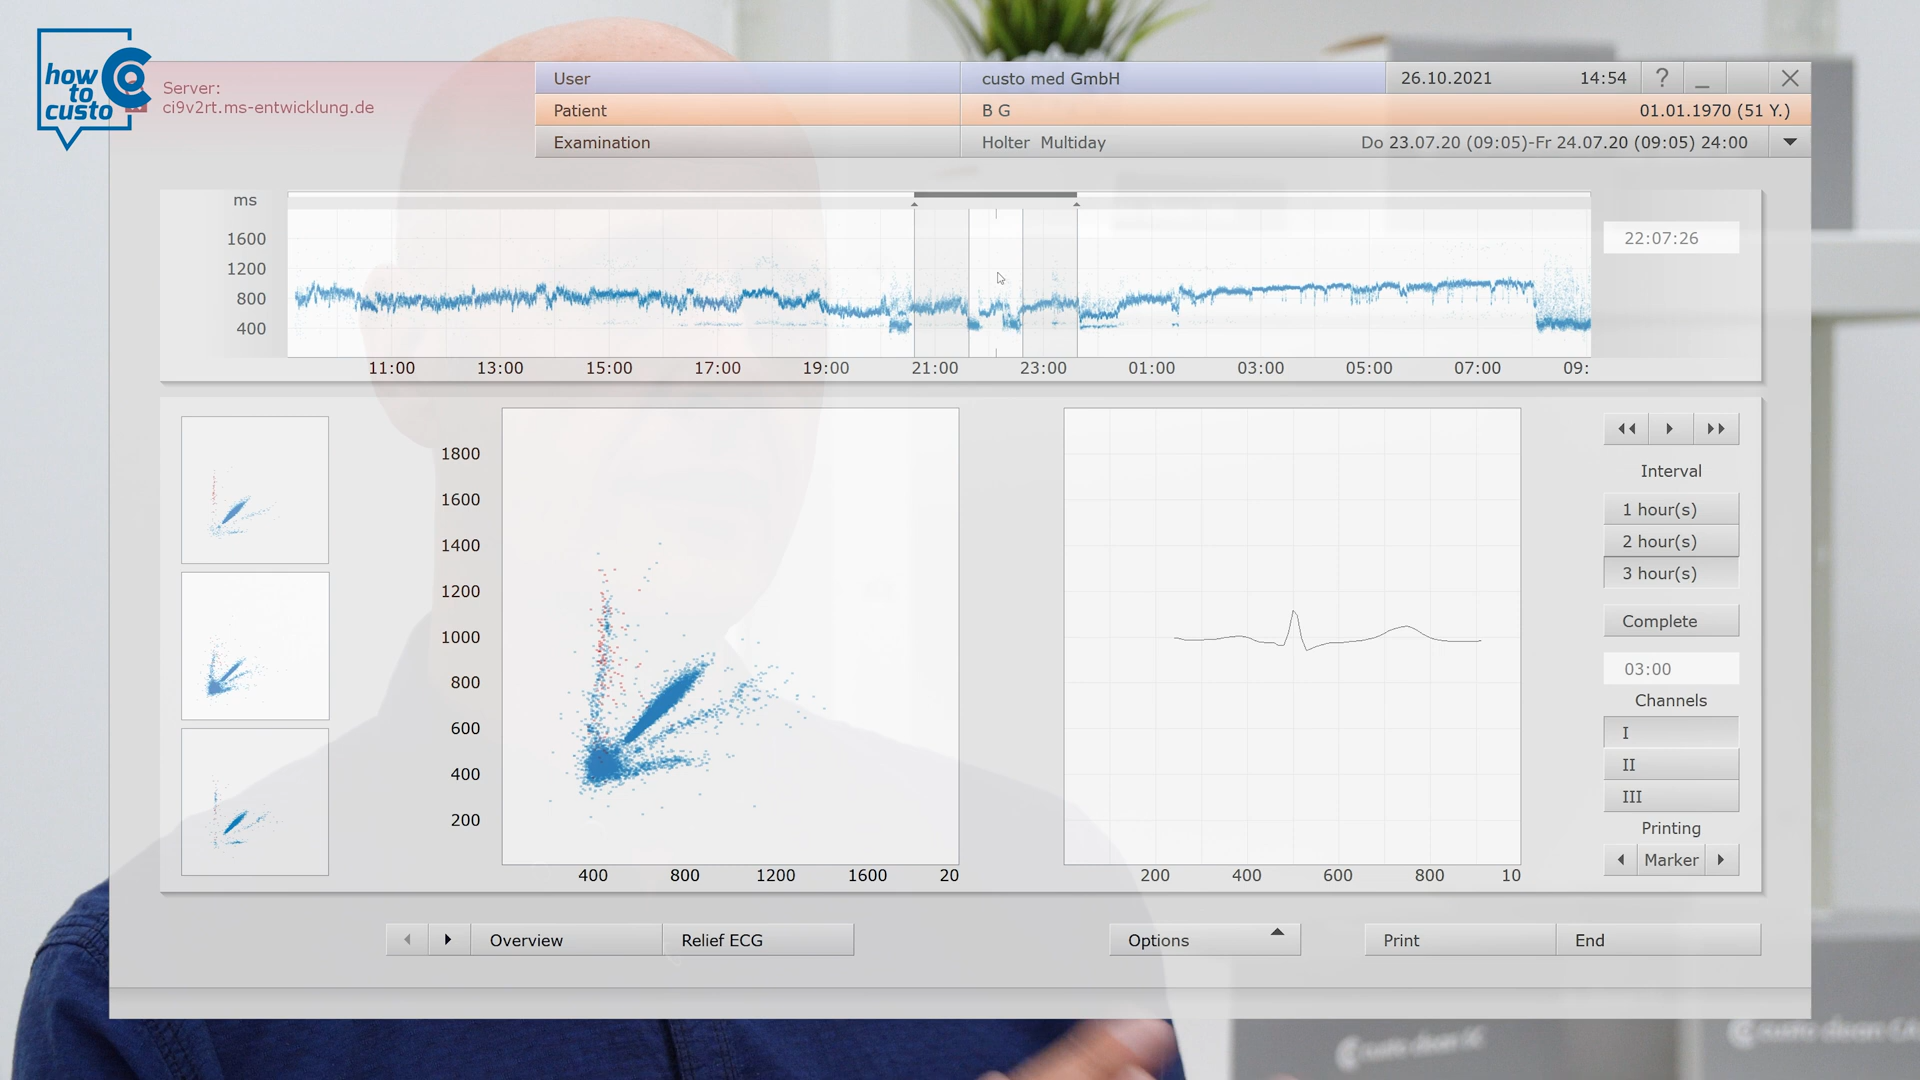 how
to
custo
Server:
ci9v2rt.ms-entwicklung.de
User
custo med GmbH
26.10.2021
14:54
?
Patient
B G
01.01.1970 (51 Y.)
Examination
Holter Multiday
Do 23.07.20 (09:05)-Fr 24.07.20 (09:05) 24:00
ms
1600
1200
800
400
22:07:26
11:00
13:00
15:00
17:00
19:00
21:00
23:00
01:00
03:00
05:00
07:00
09:
1800
1600
1400
1200
1000
800
600
400
200
400
800
1200
1600
20
200
400
600
800
10
Interval
1 hour(s)
2 hour(s)
3 hour(s)
Complete
03:00
Channels
I
II
III
Printing
Marker
Overview
Relief ECG
Options
Print
End